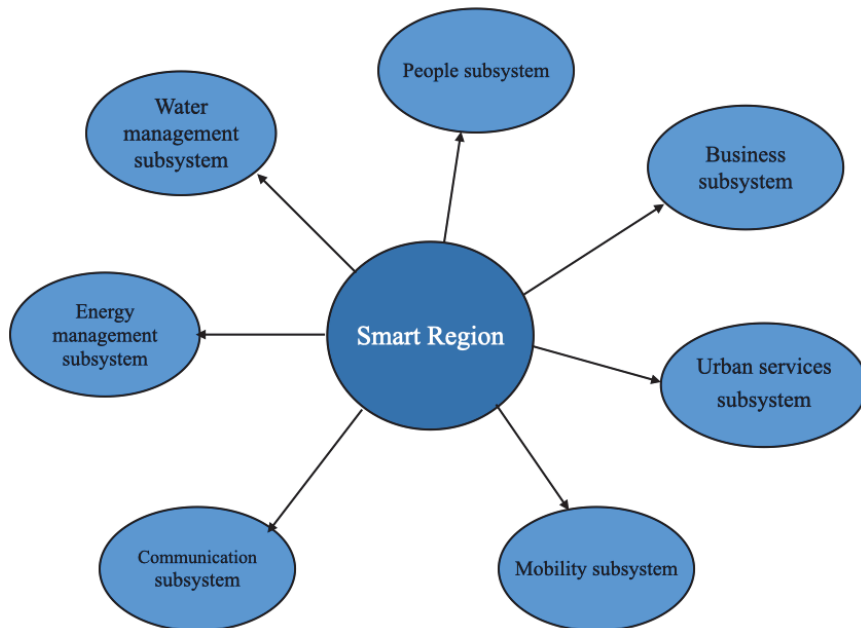 People subsystem
Water
management
subsystem
Business
subsystem
Energy
management
subsystem
Smart Region
Urban services
subsystem
Communication
subsystem
Mobility subsystem